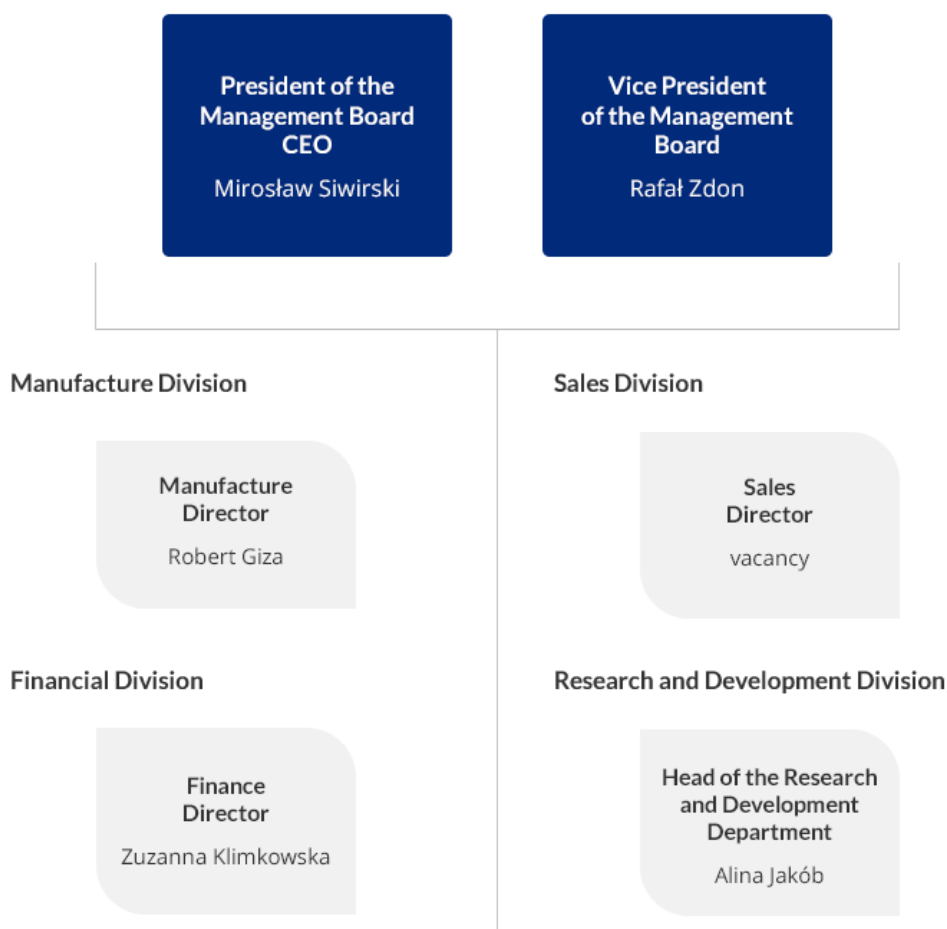 President of the
Management Board
CEO
Mirosław Siwirski
Vice President
of the Management
Board
Rafał Zdon
Manufacture Division
Manufacture
Director
Robert Giza
Sales Division
Sales
Director
vacancy
Financial Division
Finance
Director
Zuzanna Klimkowska
Research and Development Division
Head of the Research
and Development
Department
Alina Jakób